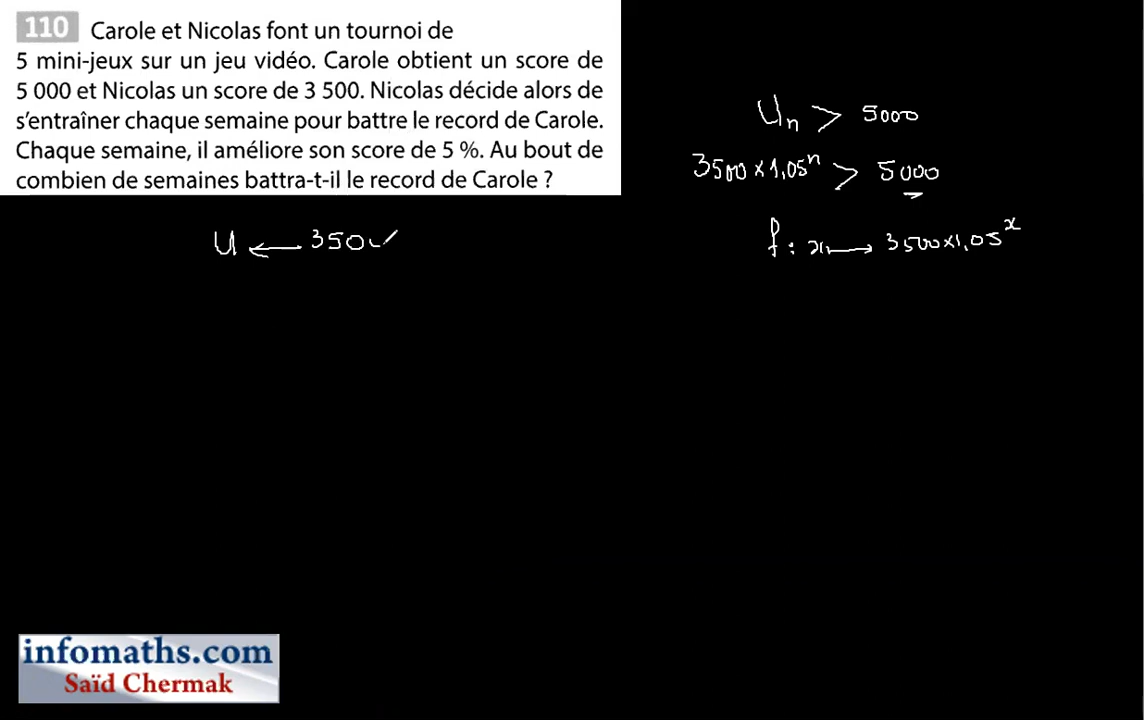 110 Carole et Nicolas font un tournoi de
5 mini-jeux sur un jeu vidéo. Carole obtient un score de
5 000 et Nicolas un score de 3 500. Nicolas décide alors de
s'entraîner chaque semaine pour battre le record de Carole.
Chaque semaine, il améliore son score de 5 %. Au bout de
combien de semaines battra-t-il le record de Carole ?
U ← 3500
Un > 5000
3500 × 1,05^n > 5000
f : x ⟼ 3500×1,05^x
infomaths.com
Saïd Chermak